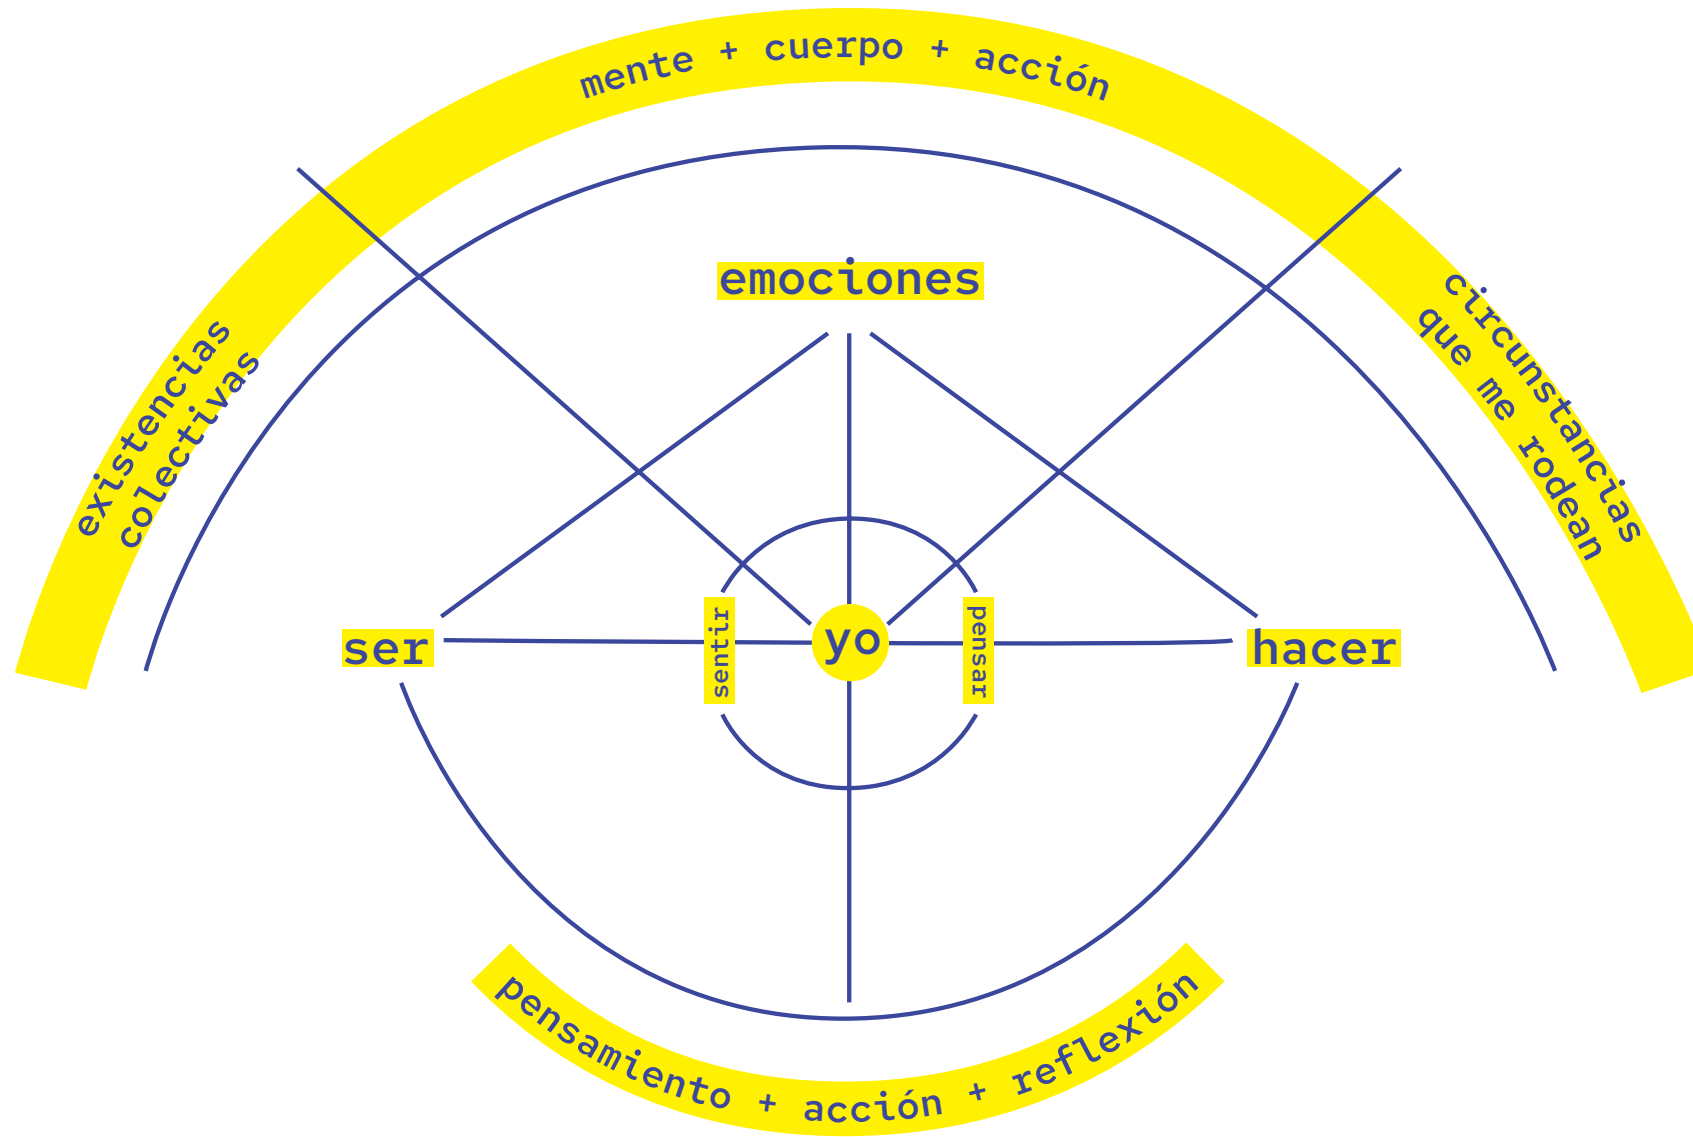 mente + cuerpo + acción
existencias
colectivas
circunstancias
que me rodean
emociones
ser
sentir
yo
pensar
hacer
pensamiento + acción + reflexión